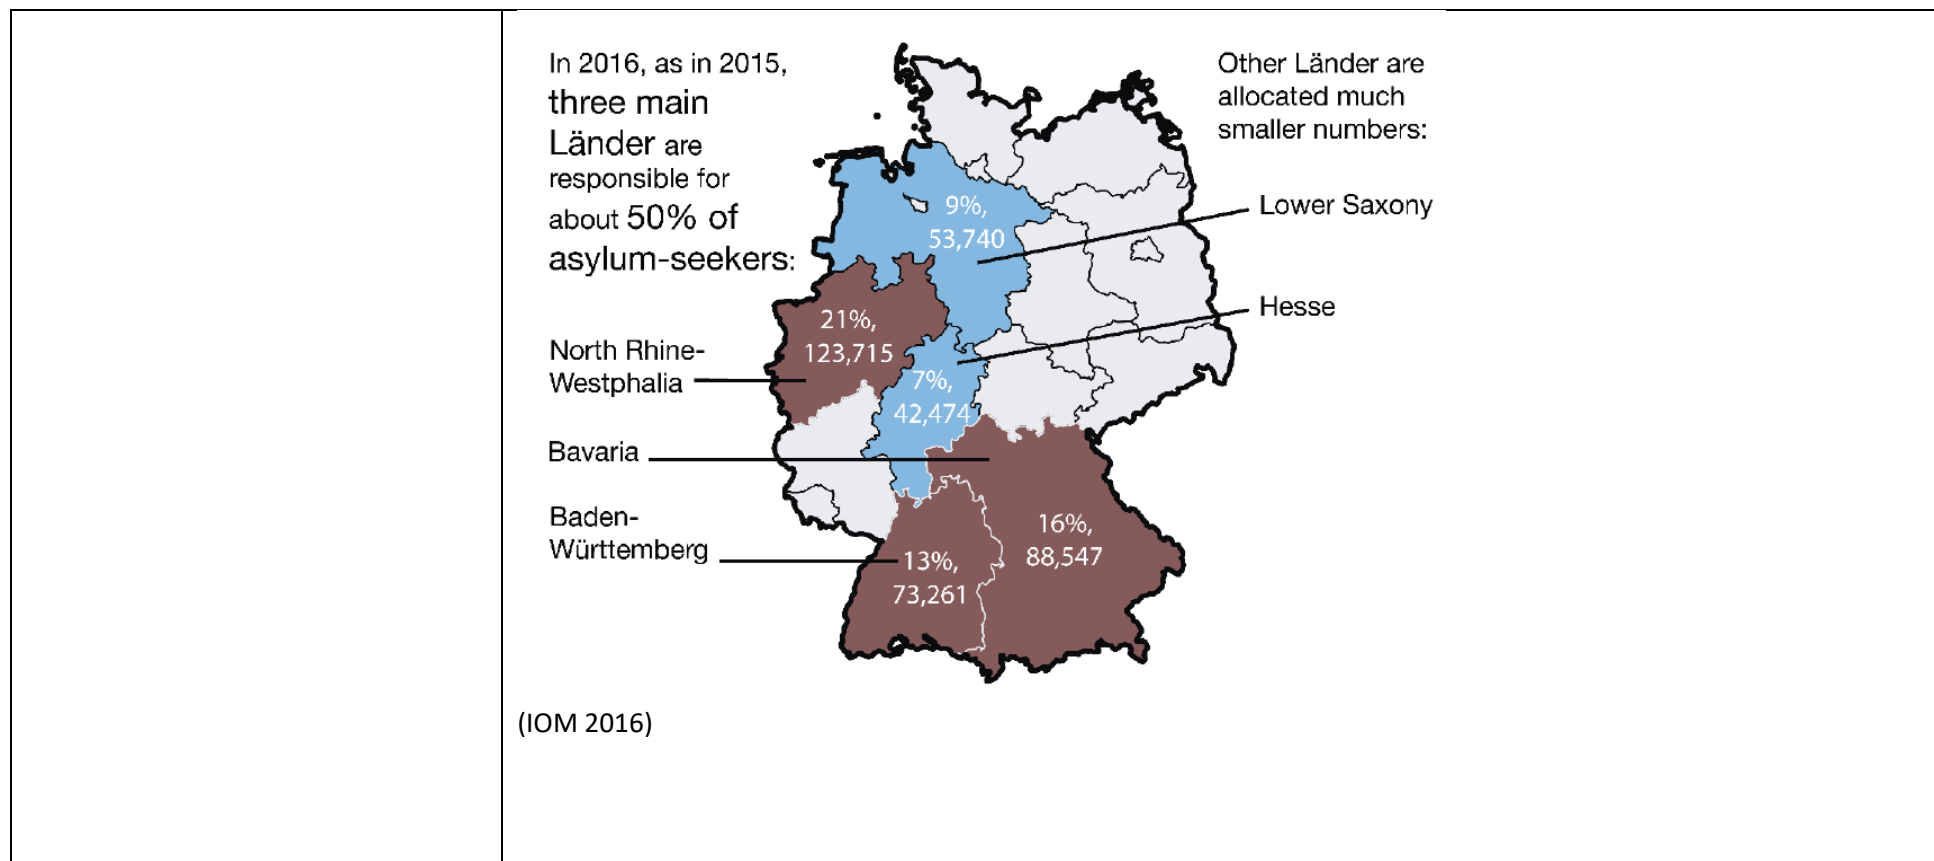 In 2016, as in 2015,
three main
Länder are
responsible for
about 50% of
asylum-seekers:
North Rhine-
Westphalia
Bavaria
Baden-
Württemberg
9%,
53,740
21%,
123,715
7%,
42,474
16%,
88,547
13%,
73,261
Other Länder are
allocated much
smaller numbers:
Lower Saxony
Hesse
(IOM 2016)